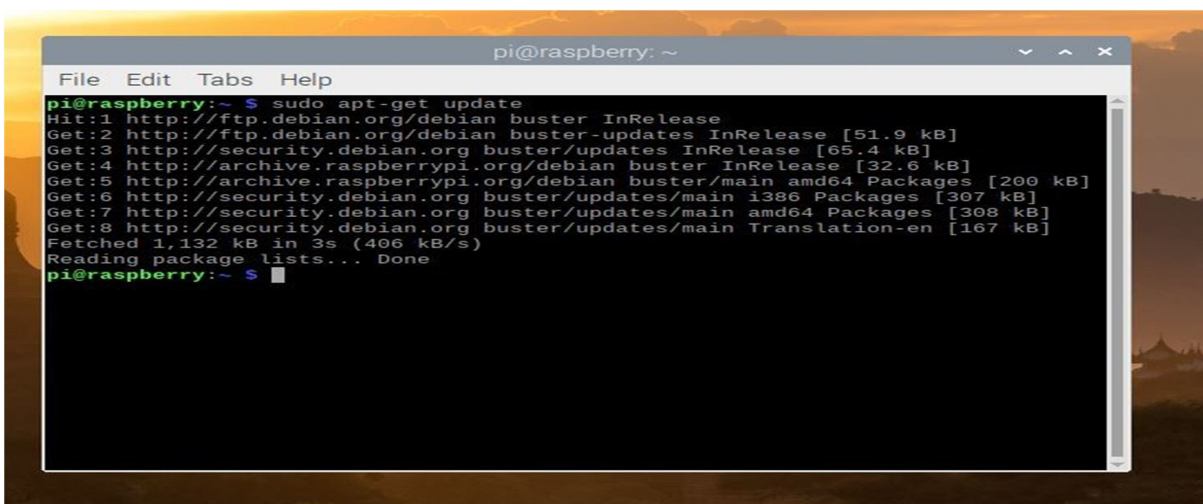 pi@raspberry: ~
File Edit Tabs Help
pi@raspberry:~ $ sudo apt-get update
Hit:1 http://ftp.debian.org/debian buster InRelease
Get:2 http://ftp.debian.org/debian buster-updates InRelease [51.9 kB]
Get:3 http://security.debian.org buster/updates InRelease [65.4 kB]
Get:4 http://archive.raspberrypi.org/debian buster InRelease [32.6 kB]
Get:5 http://archive.raspberrypi.org/debian buster/main amd64 Packages [200 kB]
Get:6 http://security.debian.org buster/updates/main i386 Packages [307 kB]
Get:7 http://security.debian.org buster/updates/main amd64 Packages [308 kB]
Get:8 http://security.debian.org buster/updates/main Translation-en [167 kB]
Fetched 1,132 kB in 3s (406 kB/s)
Reading package lists... Done
pi@raspberry:~ $